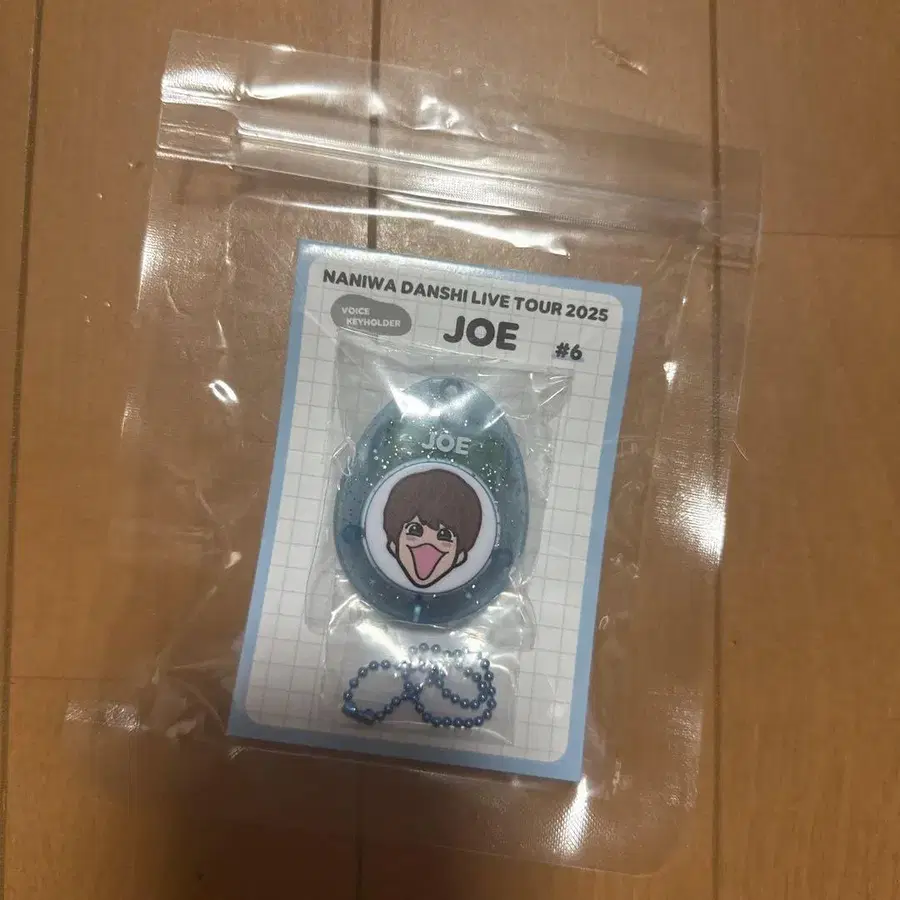 NANIWA DANSHI LIVE TOUR 2025
VOICE
KEYHOLDER
JOE
#6
JOE